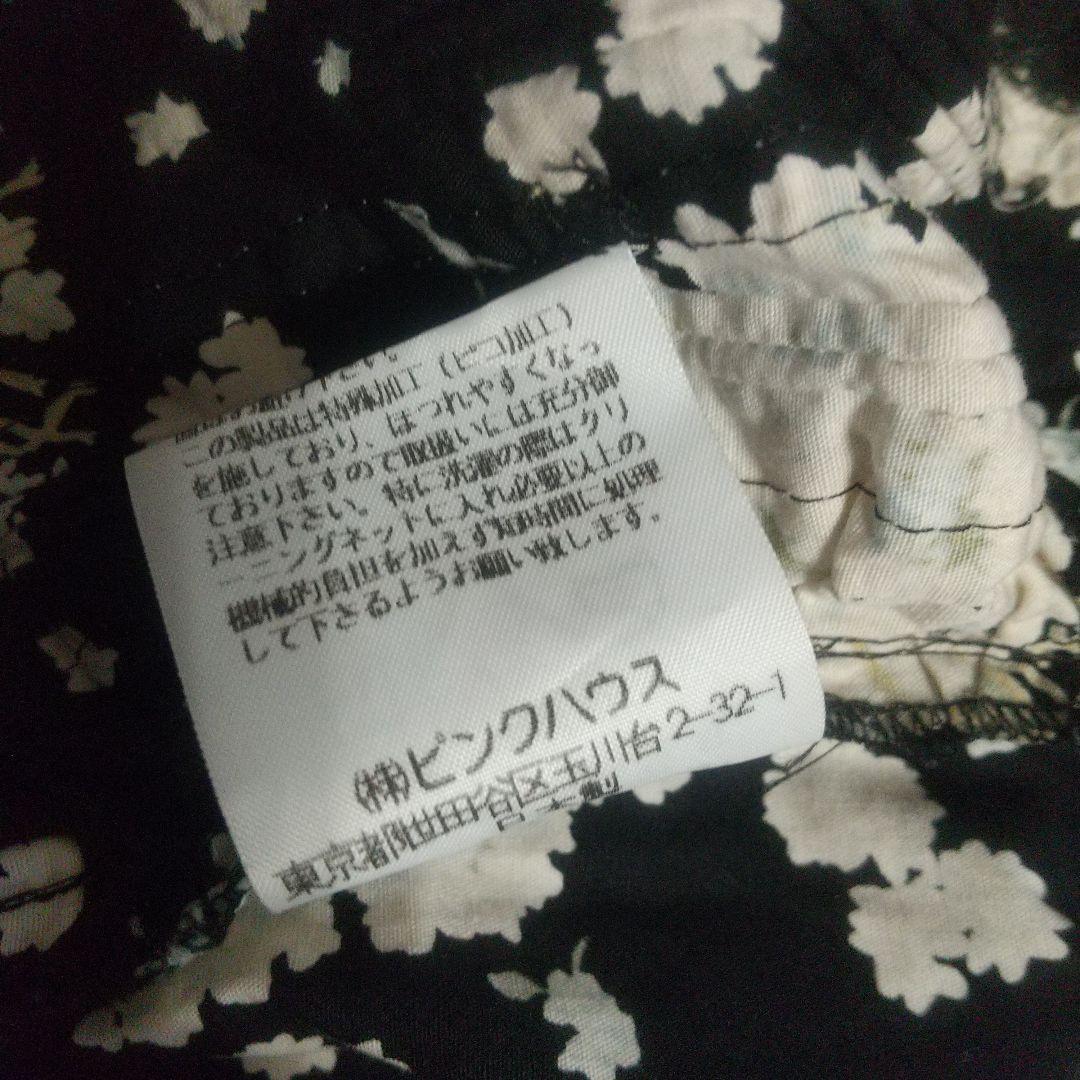 この製品は特殊加工(ピコ加工)
を施しており、ほつれやすくなっ
ておりますので取扱いには充分御
注意下さい。特に洗濯の際はクリ
ーニングネットに入れ必要以上の
機械的負担を加えず短時間に処理
して下さるようお願い致します。
㈱ピンクハウス
東京都世田谷区玉川台2-32-1